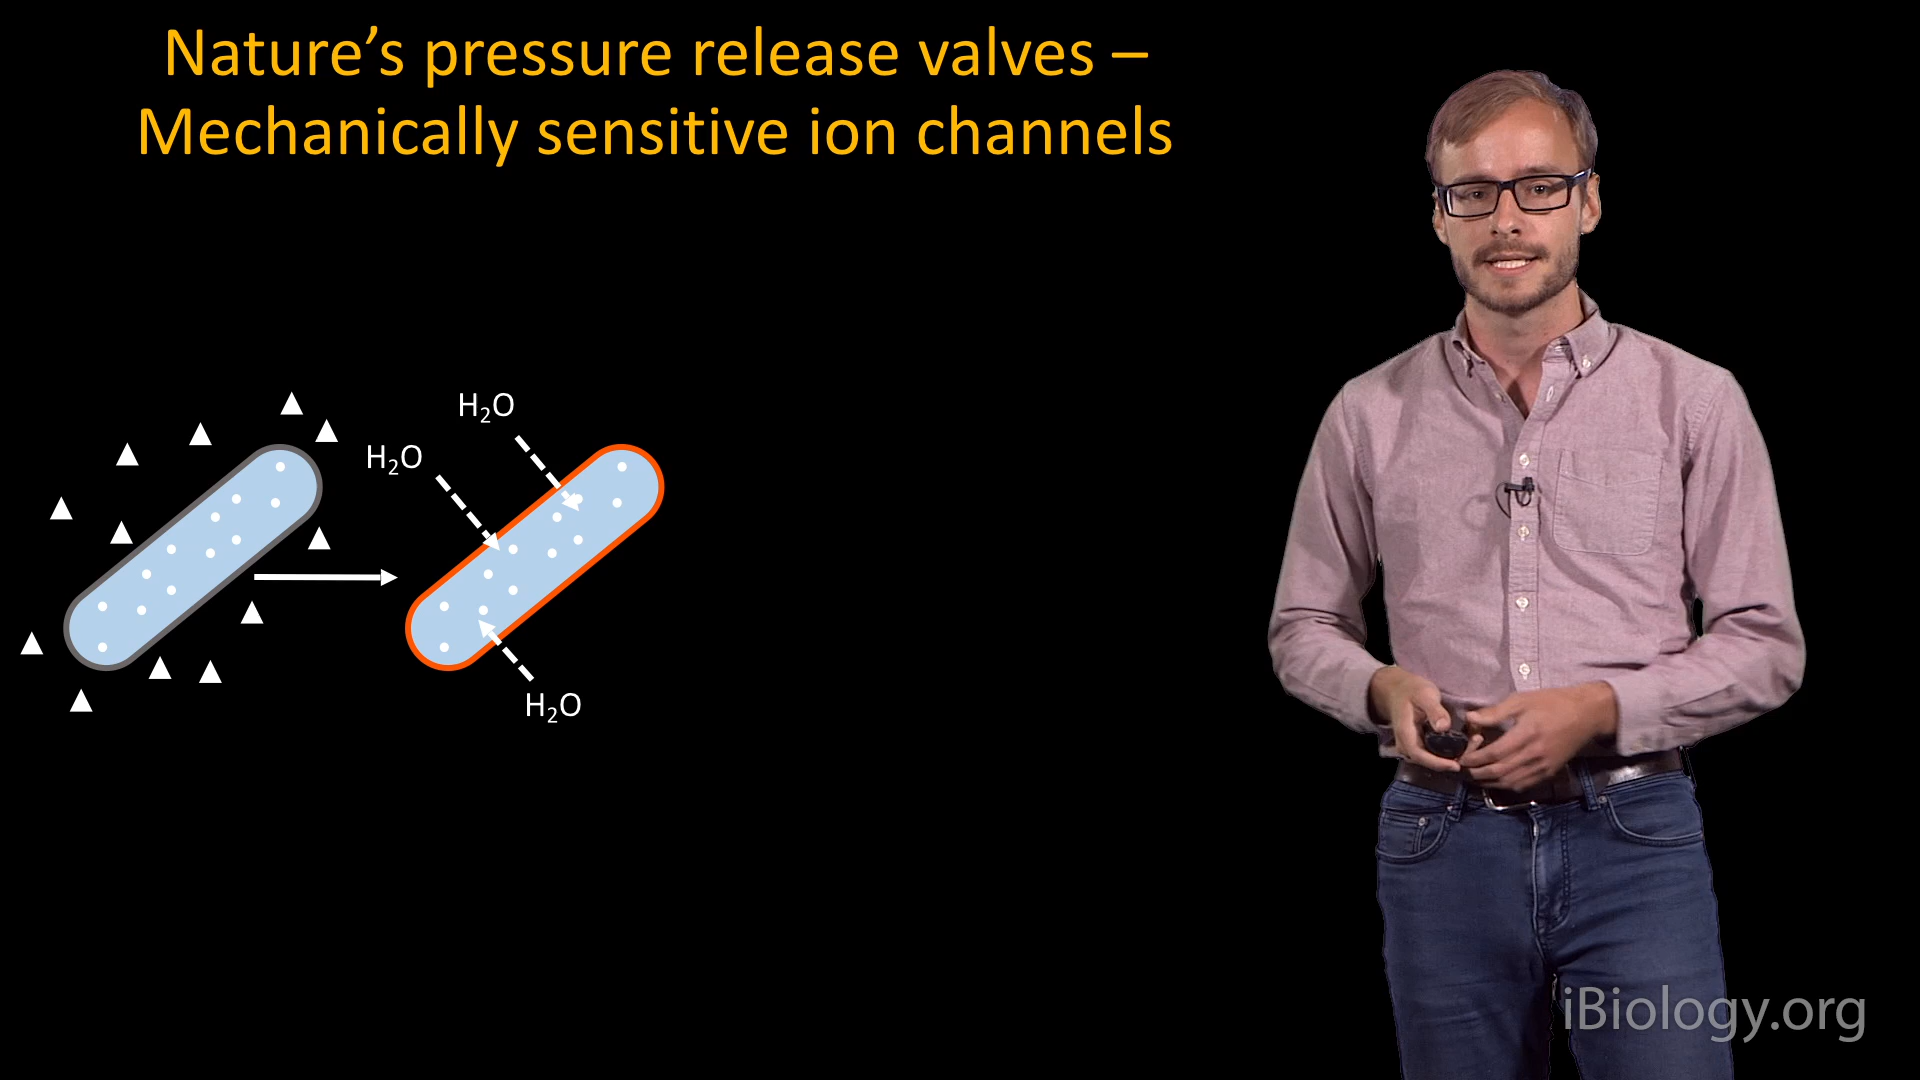 Nature’s pressure release valves –
Mechanically sensitive ion channels
H₂O
H₂O
H₂O
iBiology.org